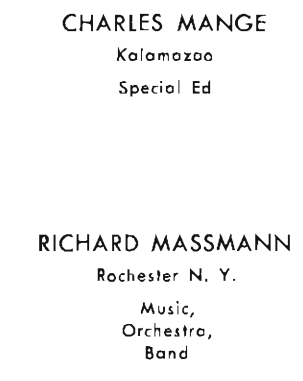 CHARLES MANGE
Kalamazoo
Special Ed
RICHARD MASSMANN
Rochester N. Y.
Music,
Orchestra,
Band